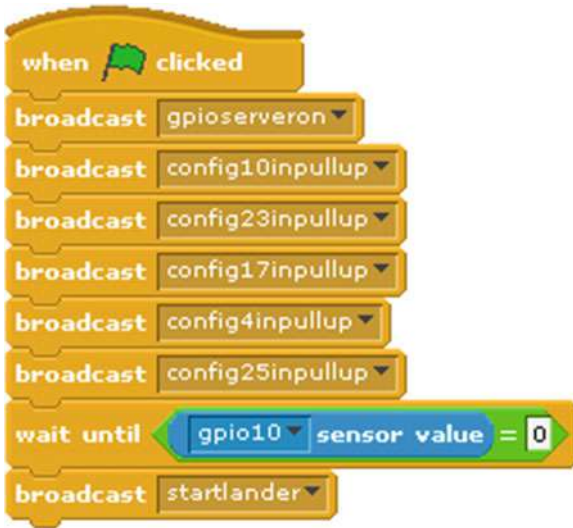 when clicked
broadcast gpioserveron
broadcast config10inpullup
broadcast config23inpullup
broadcast config17inpullup
broadcast config4inpullup
broadcast config25inpullup
wait until gpio10 sensor value = 0
broadcast startlander